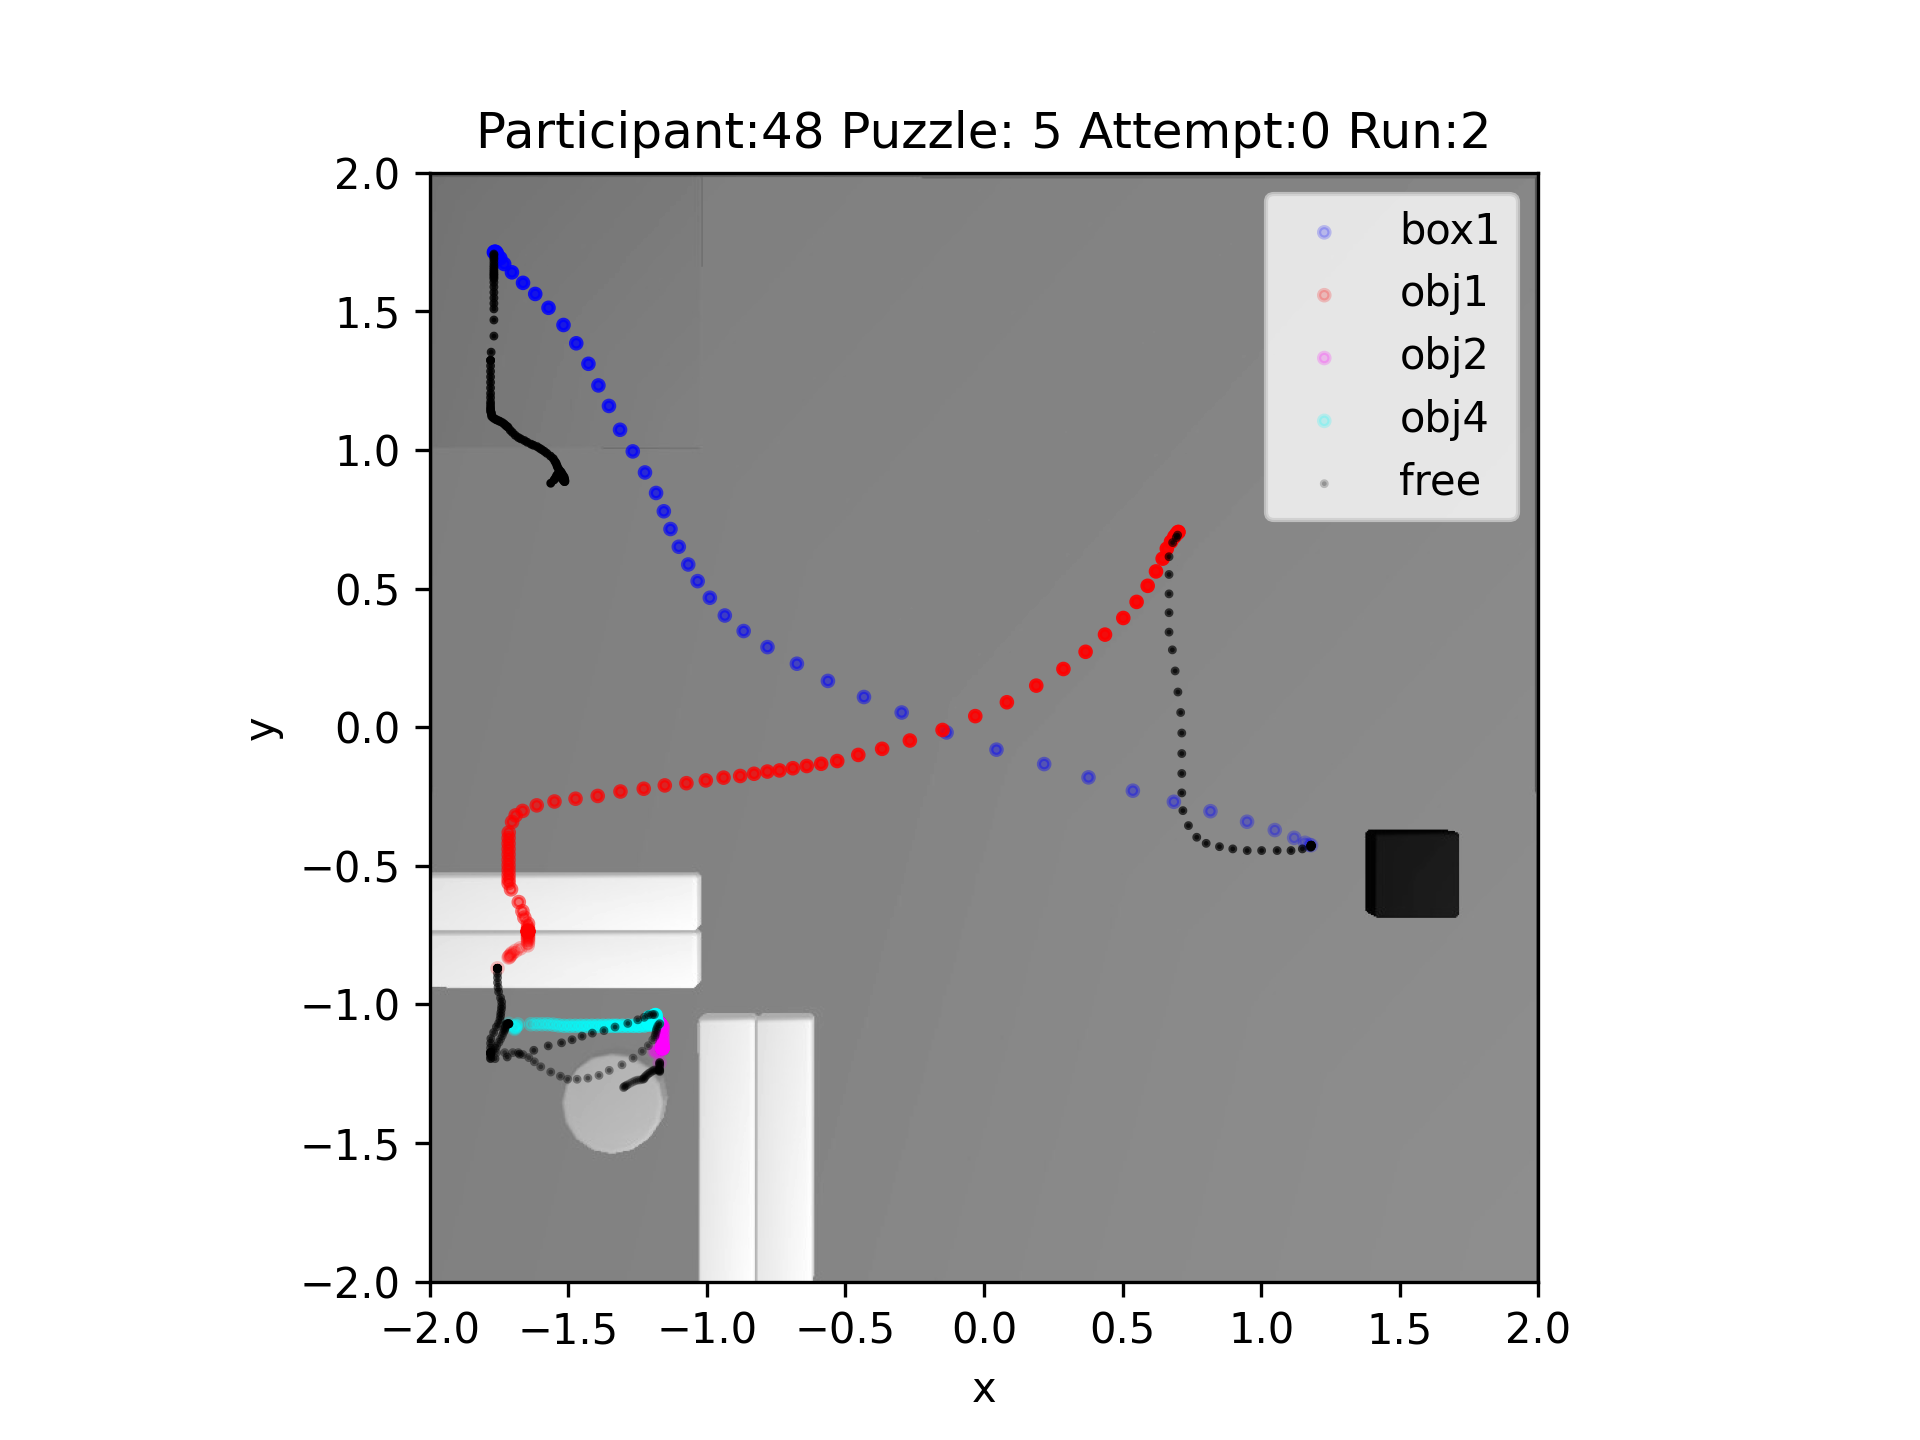 Participant:48 Puzzle: 5 Attempt:0 Run:2
2.0
1.5
1.0
0.5
0.0
−0.5
−1.0
−1.5
−2.0
y
box1
obj1
obj2
obj4
free
−2.0 −1.5 −1.0 −0.5 0.0 0.5 1.0 1.5 2.0
x